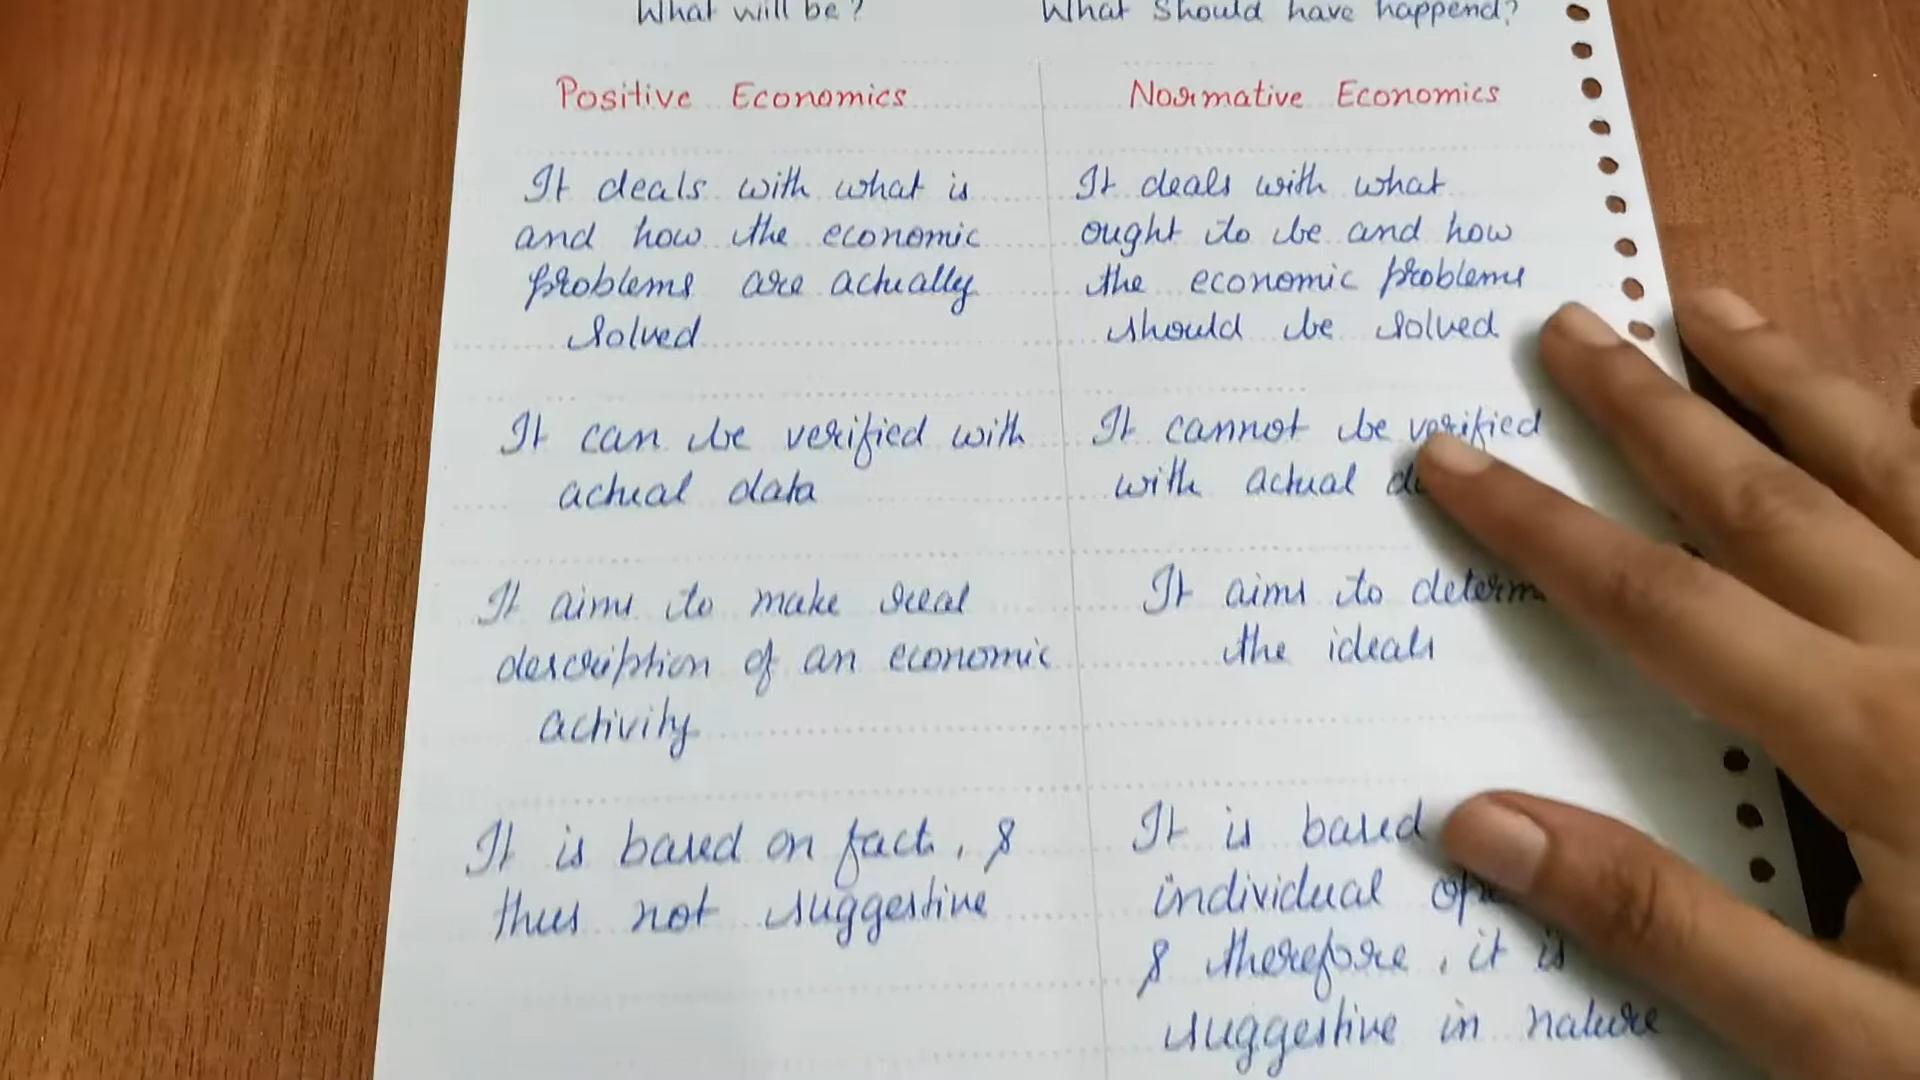 What will be?
What should have happend?
Positive Economics
It deals with what is
and how the economic
problems are actually
solved
It can be verified with
actual data
It aims to make real
description of an economic
activity
It is based on fact, &
thus not suggestive
Normative Economics
It deals with what
ought to be and how
the economic problems
should be solved
It cannot be verified
with actual
It aims to
the ideals
It is based
individual
& therefore, it is
suggestive in nature